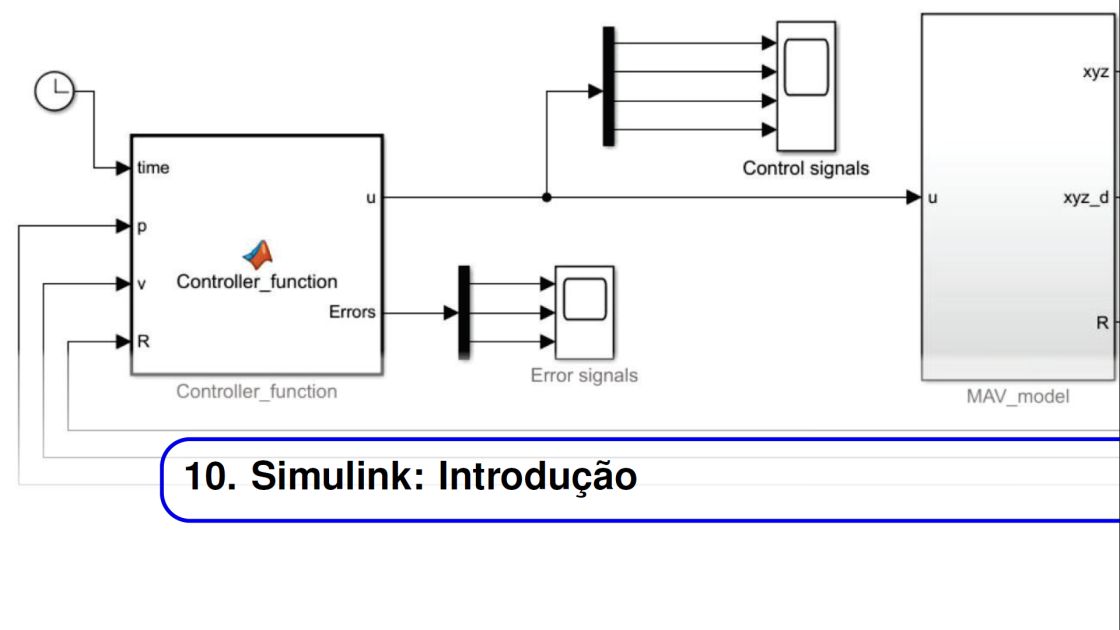 xyz
time
Control signals
u
u
xyz_d
p
v
Controller_function
Errors
R
R
Error signals
Controller_function
MAV_model
10. Simulink: Introdução